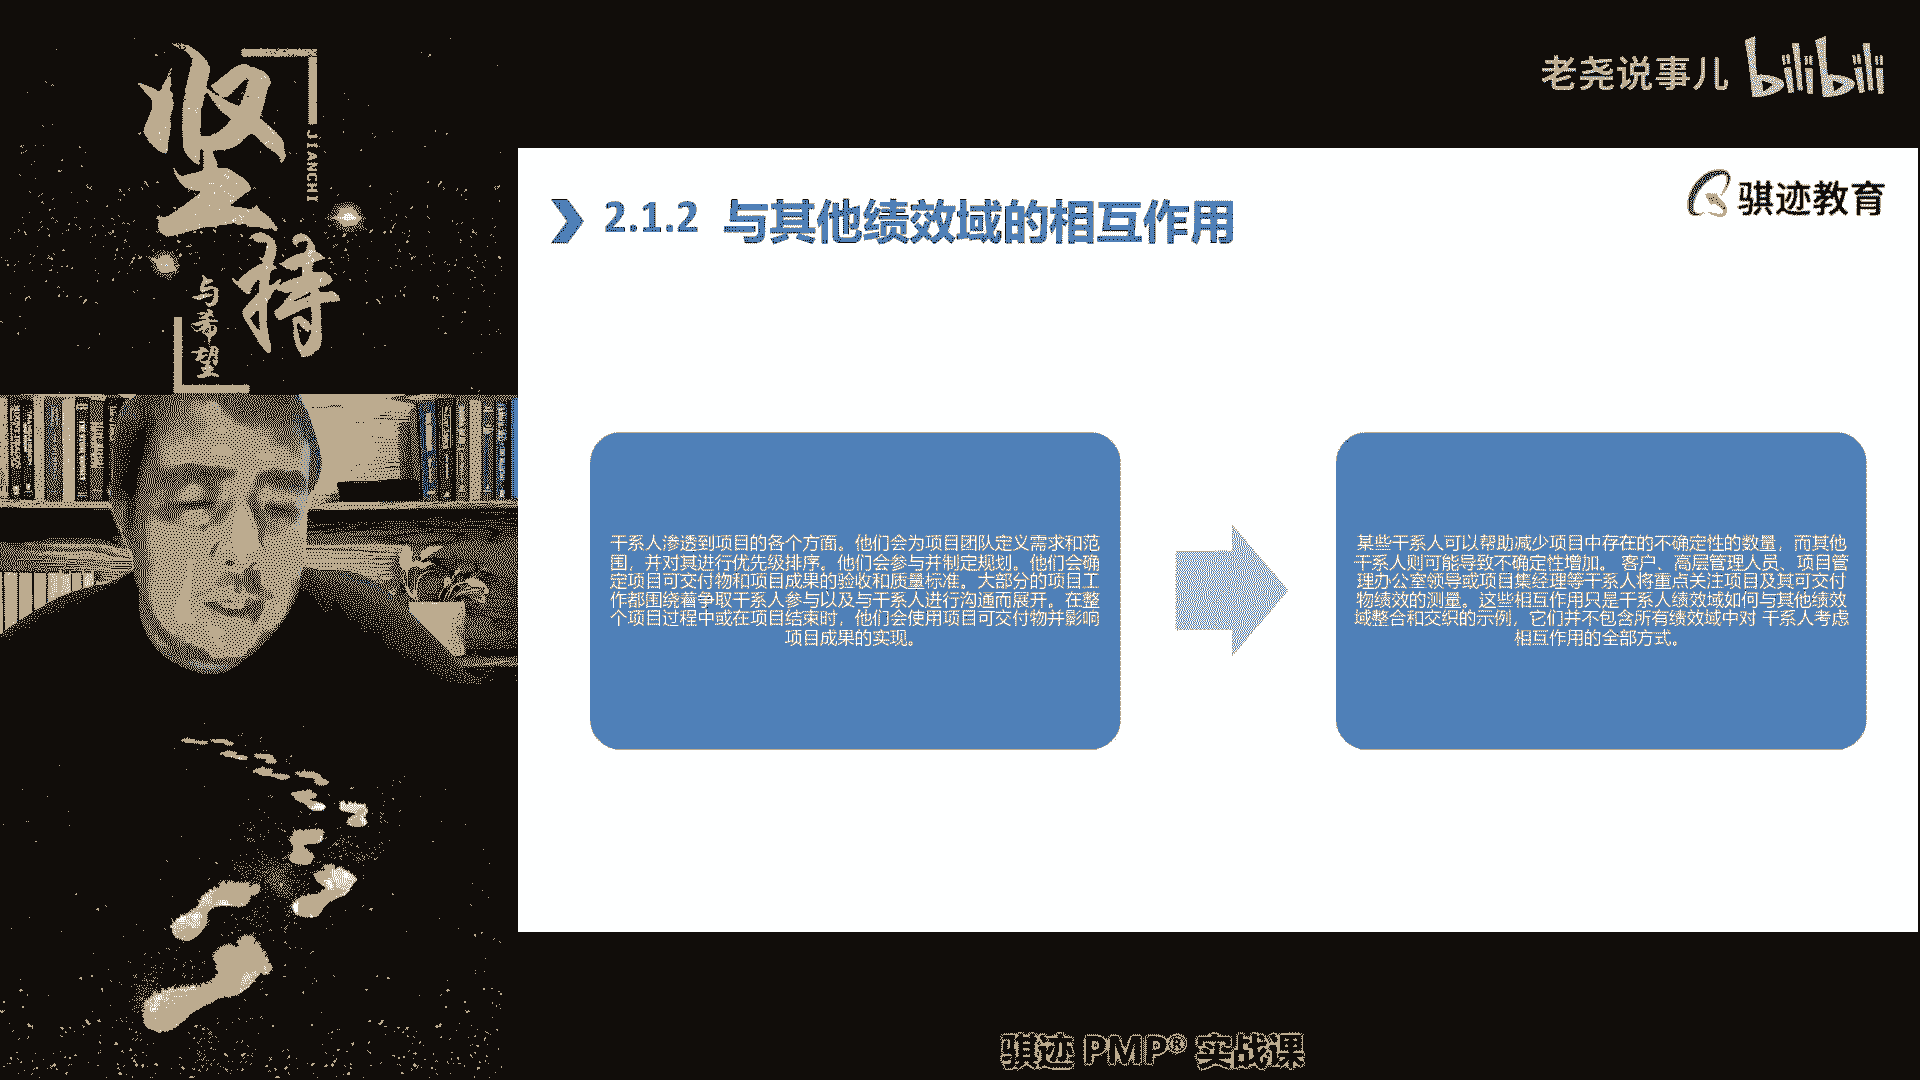 坚持
JIANCHI
与希望
老尧说事儿 bilibili
骐迹教育
2.1.2 与其他绩效域的相互作用
干系人渗透到项目的各个方面。他们会为项目团队定义需求和范
围，并对其进行优先级排序。他们会参与并制定规划。他们会确
定项目可交付物和项目成果的验收和质量标准。大部分的项目工
作都围绕着争取干系人参与以及与干系人进行沟通而展开。在整
个项目过程中或在项目结束时，他们会使用项目可交付物并影响
项目成果的实现。
某些干系人可以帮助减少项目中存在的不确定性的数量，而其他
干系人则可能导致不确定性增加。 客户、高层管理人员、项目管
理办公室领导或项目集经理等干系人将重点关注项目及其可交付
物绩效的测量。这些相互作用只是干系人绩效域如何与其他绩效
域整合和交织的示例，它们并不包含所有绩效域中对 干系人考虑
相互作用的全部方式。
骐迹 PMP® 实战课